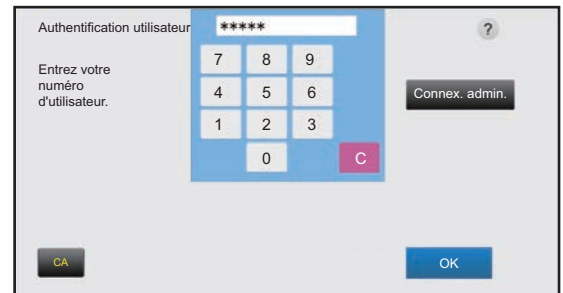 Authentification utilisateur
*****
?
Entrez votre
numéro
d'utilisateur.
7 8 9
4 5 6
1 2 3
0 C
Connex. admin.
CA
OK